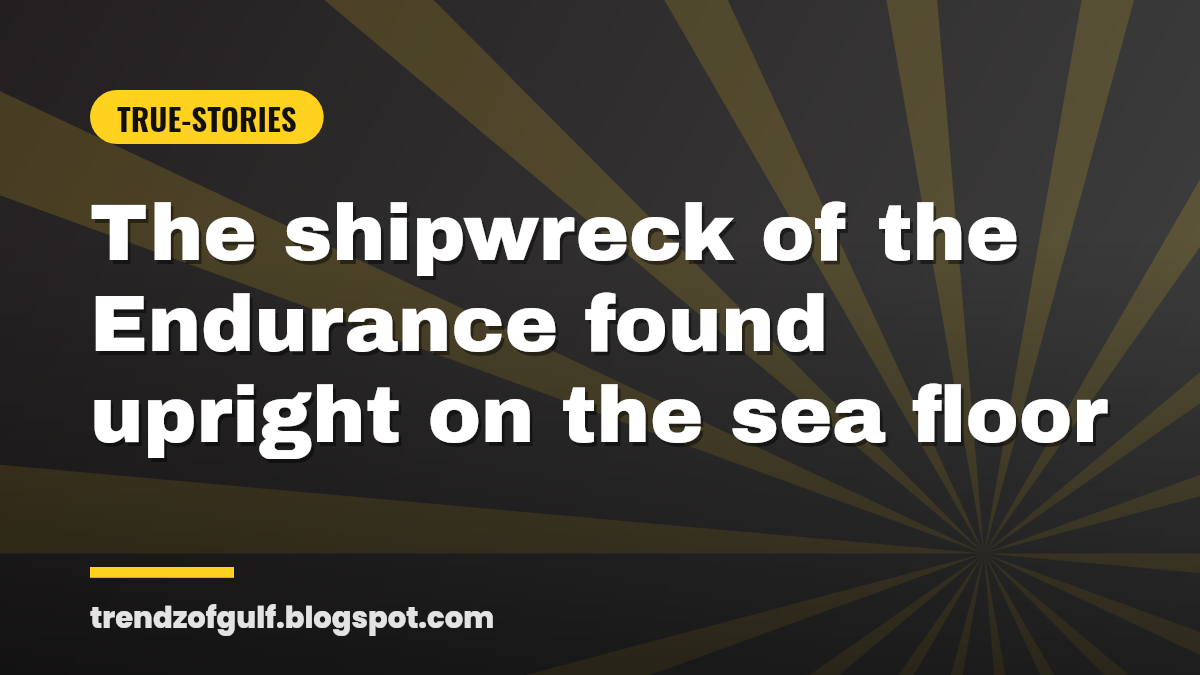 TRUE-STORIES
The shipwreck of the
Endurance found
upright on the sea floor
trendzofgulf.blogspot.com